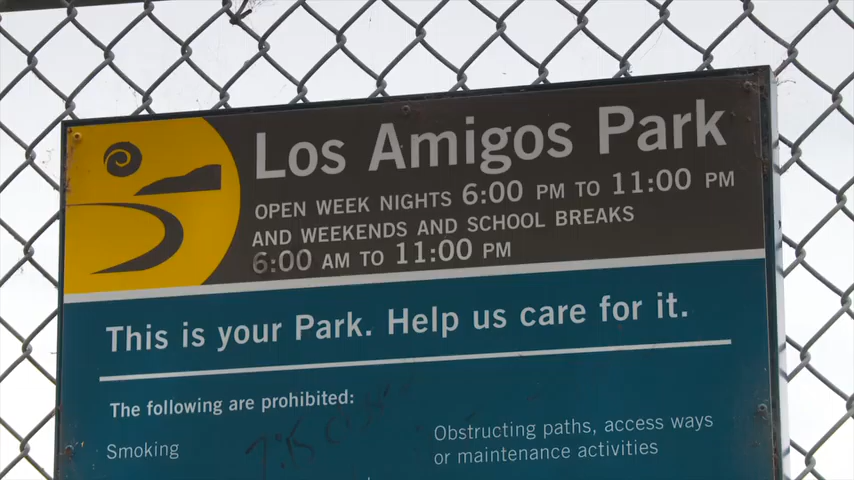 Los Amigos Park
OPEN WEEK NIGHTS 6:00 PM TO 11:00 PM
AND WEEKENDS AND SCHOOL BREAKS
6:00 AM TO 11:00 PM
This is your Park. Help us care for it.
The following are prohibited:
Smoking
Obstructing paths, access ways
or maintenance activities